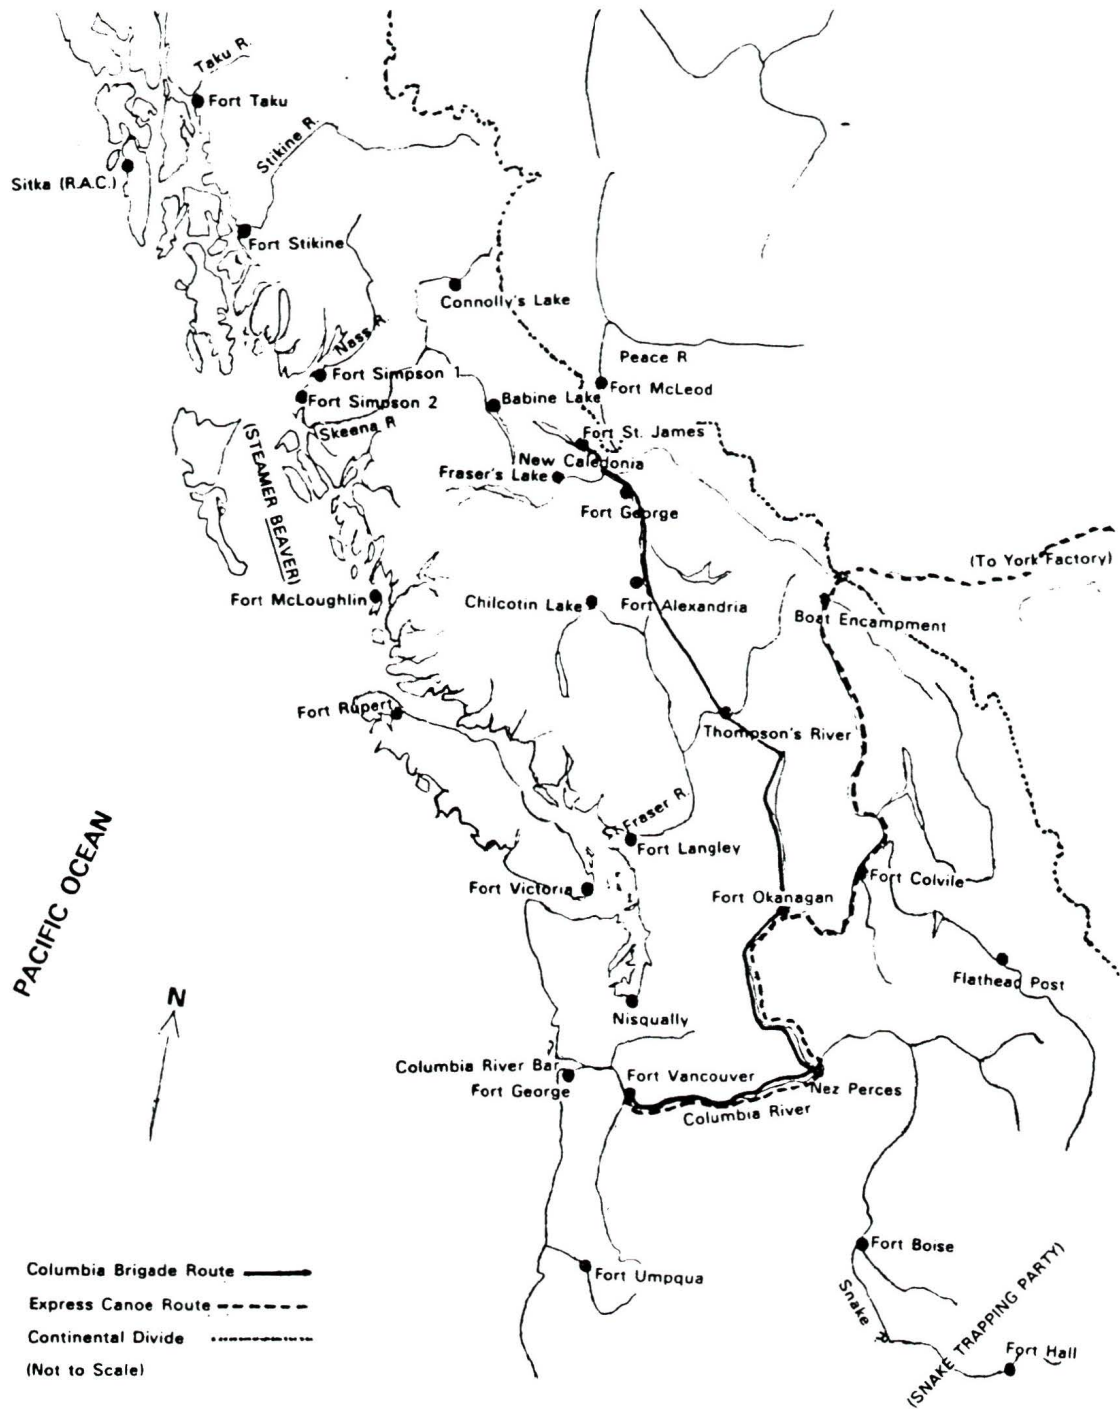 Taku R.
Fort Taku
Stikine R.
Sitka (R.A.C.)
Fort Stikine
Connolly's Lake
Nass R.
Peace R
Fort Simpson 1
Fort McLeod
Fort Simpson 2
Babine Lake
Skeena R
Fort St. James
New Caledonia
Fraser's Lake
Fort George
(STEAMER BEAVER)
(To York Factory)
Fort McLoughlin
Chilcotin Lake
Fort Alexandria
Boat Encampment
Fort Rupert
Thompson's River
Fraser R.
Fort Langley
Fort Colvile
Fort Victoria
Fort Okanagan
PACIFIC OCEAN
Flathead Post
N
Nisqually
Columbia River Bar
Fort George
Fort Vancouver
Nez Perces
Columbia River
Fort Boise
Fort Umpqua
Snake R
(SNAKE TRAPPING PARTY)
Fort Hall
Columbia Brigade Route
Express Canoe Route
Continental Divide
(Not to Scale)